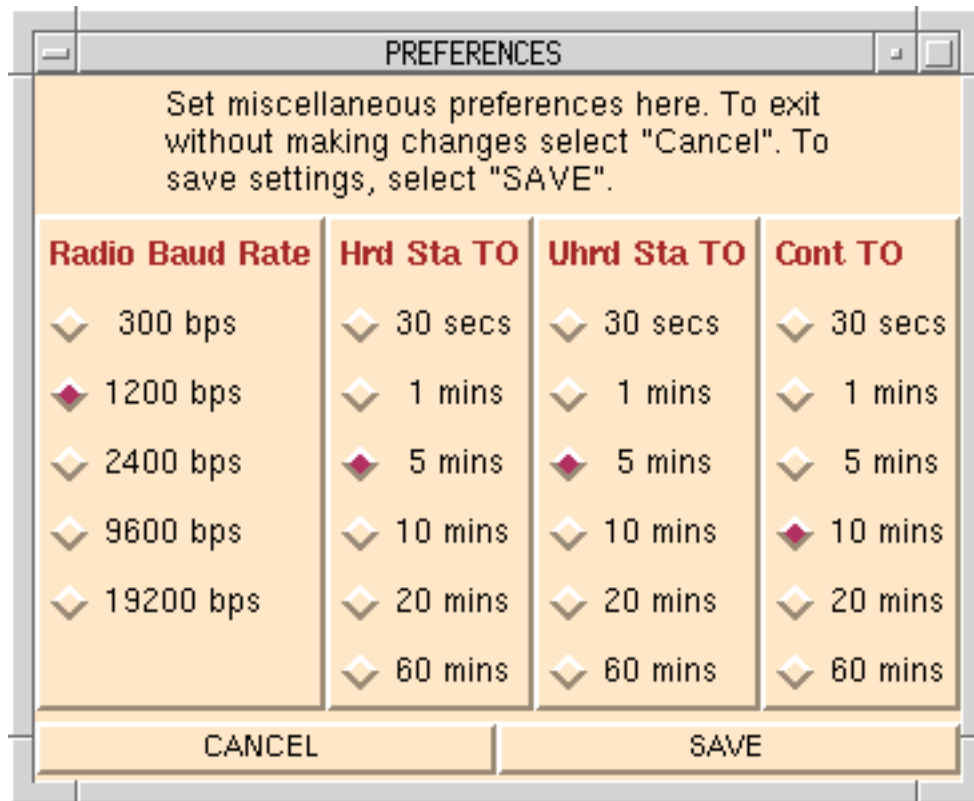 PREFERENCES
Set miscellaneous preferences here. To exit
without making changes select "Cancel". To
save settings, select "SAVE".
Radio Baud Rate
300 bps
1200 bps
2400 bps
9600 bps
19200 bps
Hrd Sta TO
30 secs
1 mins
5 mins
10 mins
20 mins
60 mins
Uhrd Sta TO
30 secs
1 mins
5 mins
10 mins
20 mins
60 mins
Cont TO
30 secs
1 mins
5 mins
10 mins
20 mins
60 mins
CANCEL
SAVE